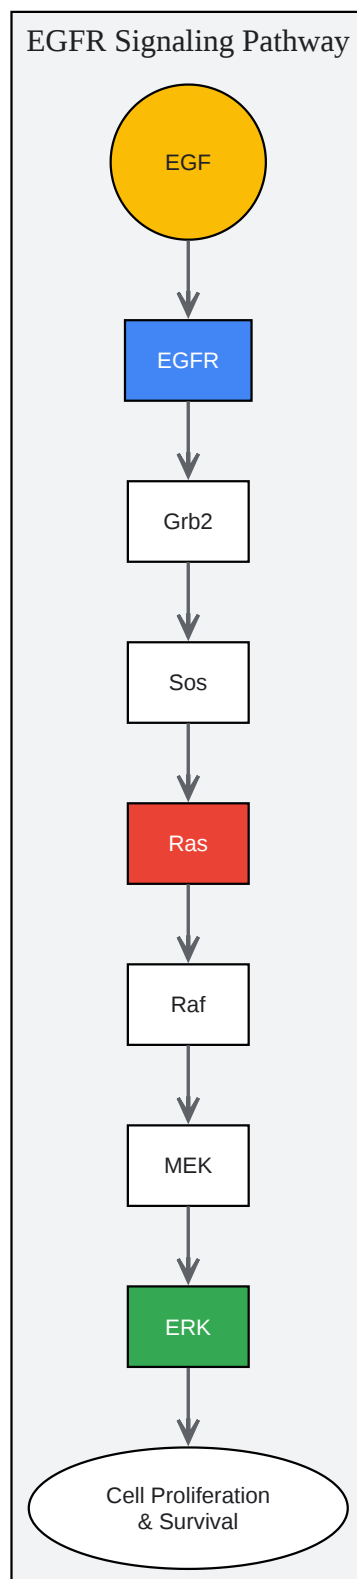 EGFR Signaling Pathway
EGF
EGFR
Grb2
Sos
Ras
Raf
MEK
ERK
Cell Proliferation
& Survival